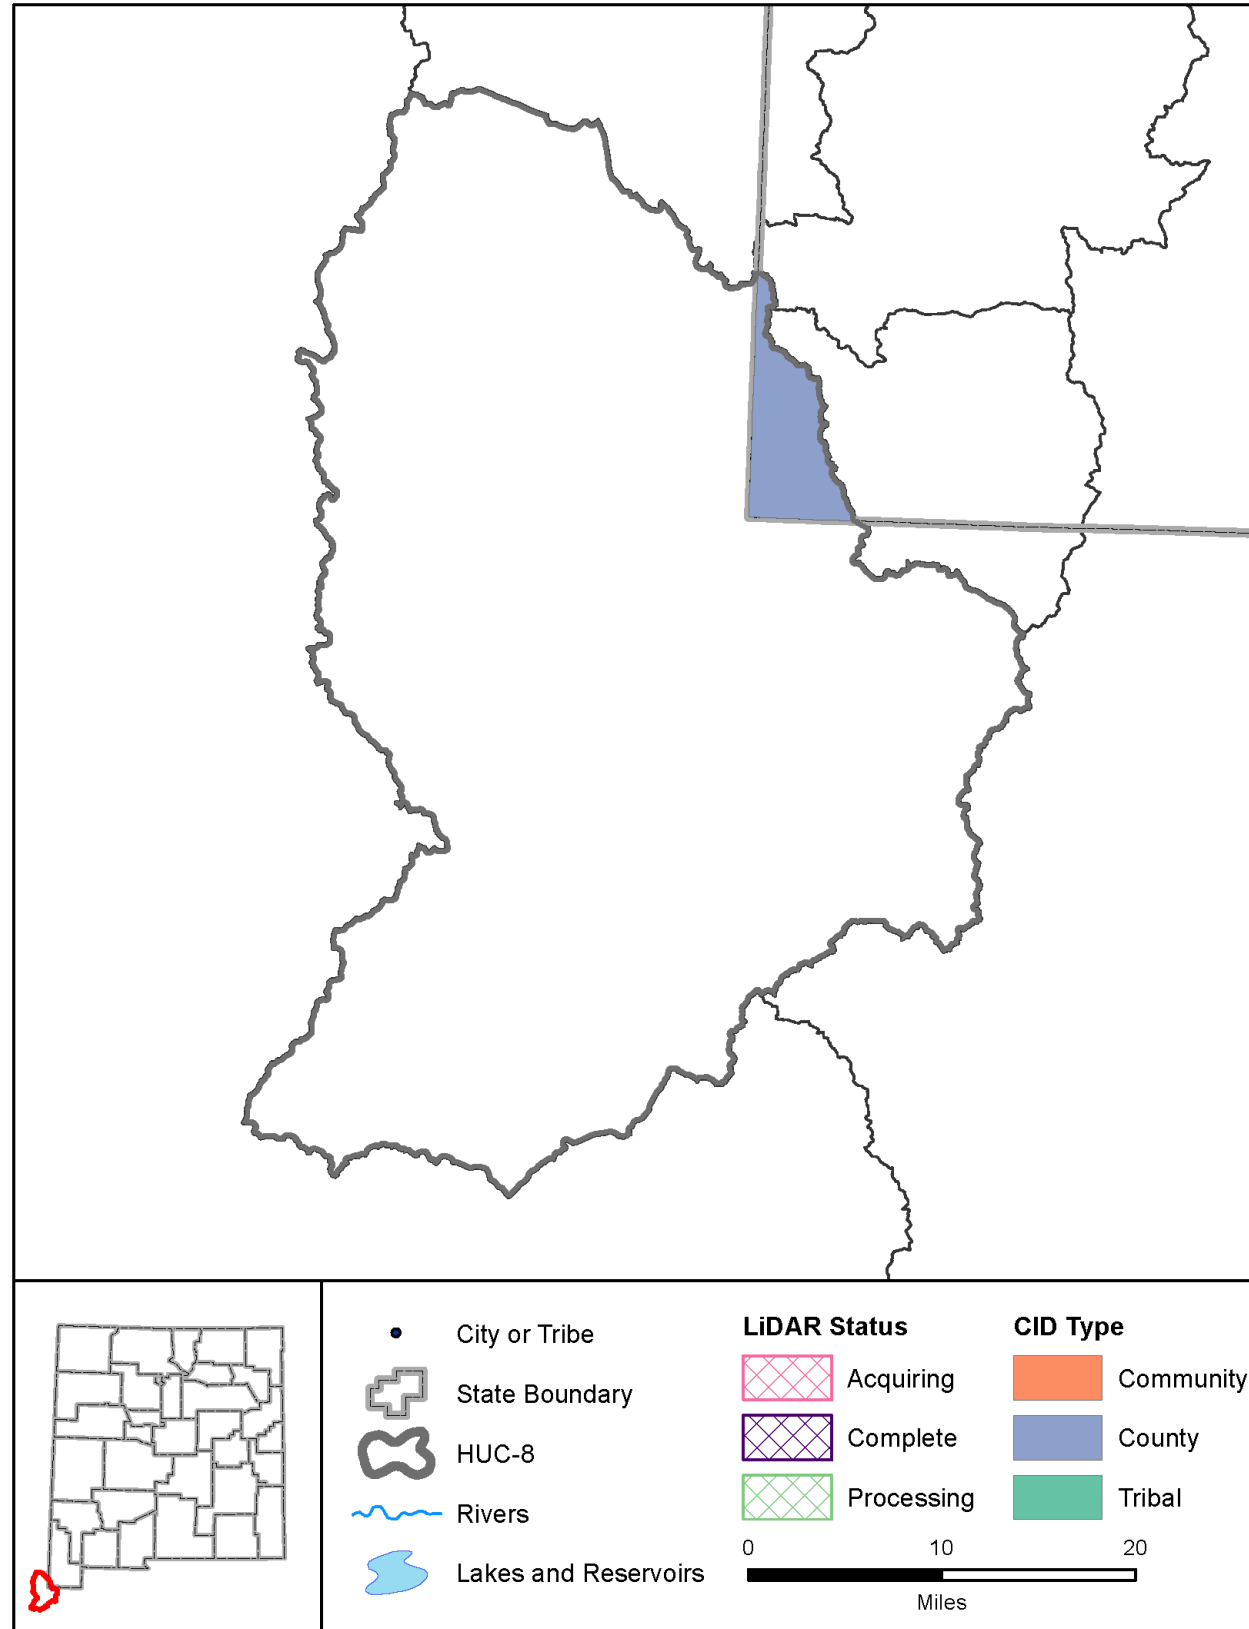 City or Tribe
State Boundary
HUC-8
Rivers
Lakes and Reservoirs
LiDAR Status
Acquiring
Complete
Processing
CID Type
Community
County
Tribal
0 10 20
Miles